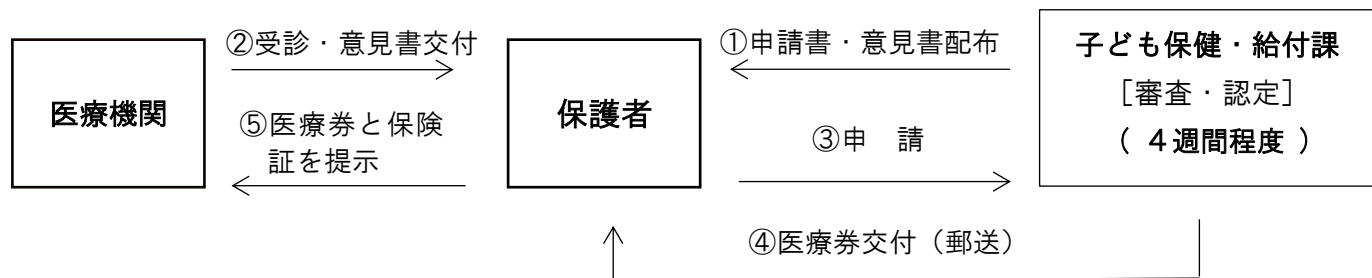 ②受診・意見書交付
医療機関
⑤医療券と保険
証を提示
保護者
①申請書・意見書配布
③申　請
④医療券交付（郵送）
子ども保健・給付課
［審査・認定］
（ ４週間程度 ）